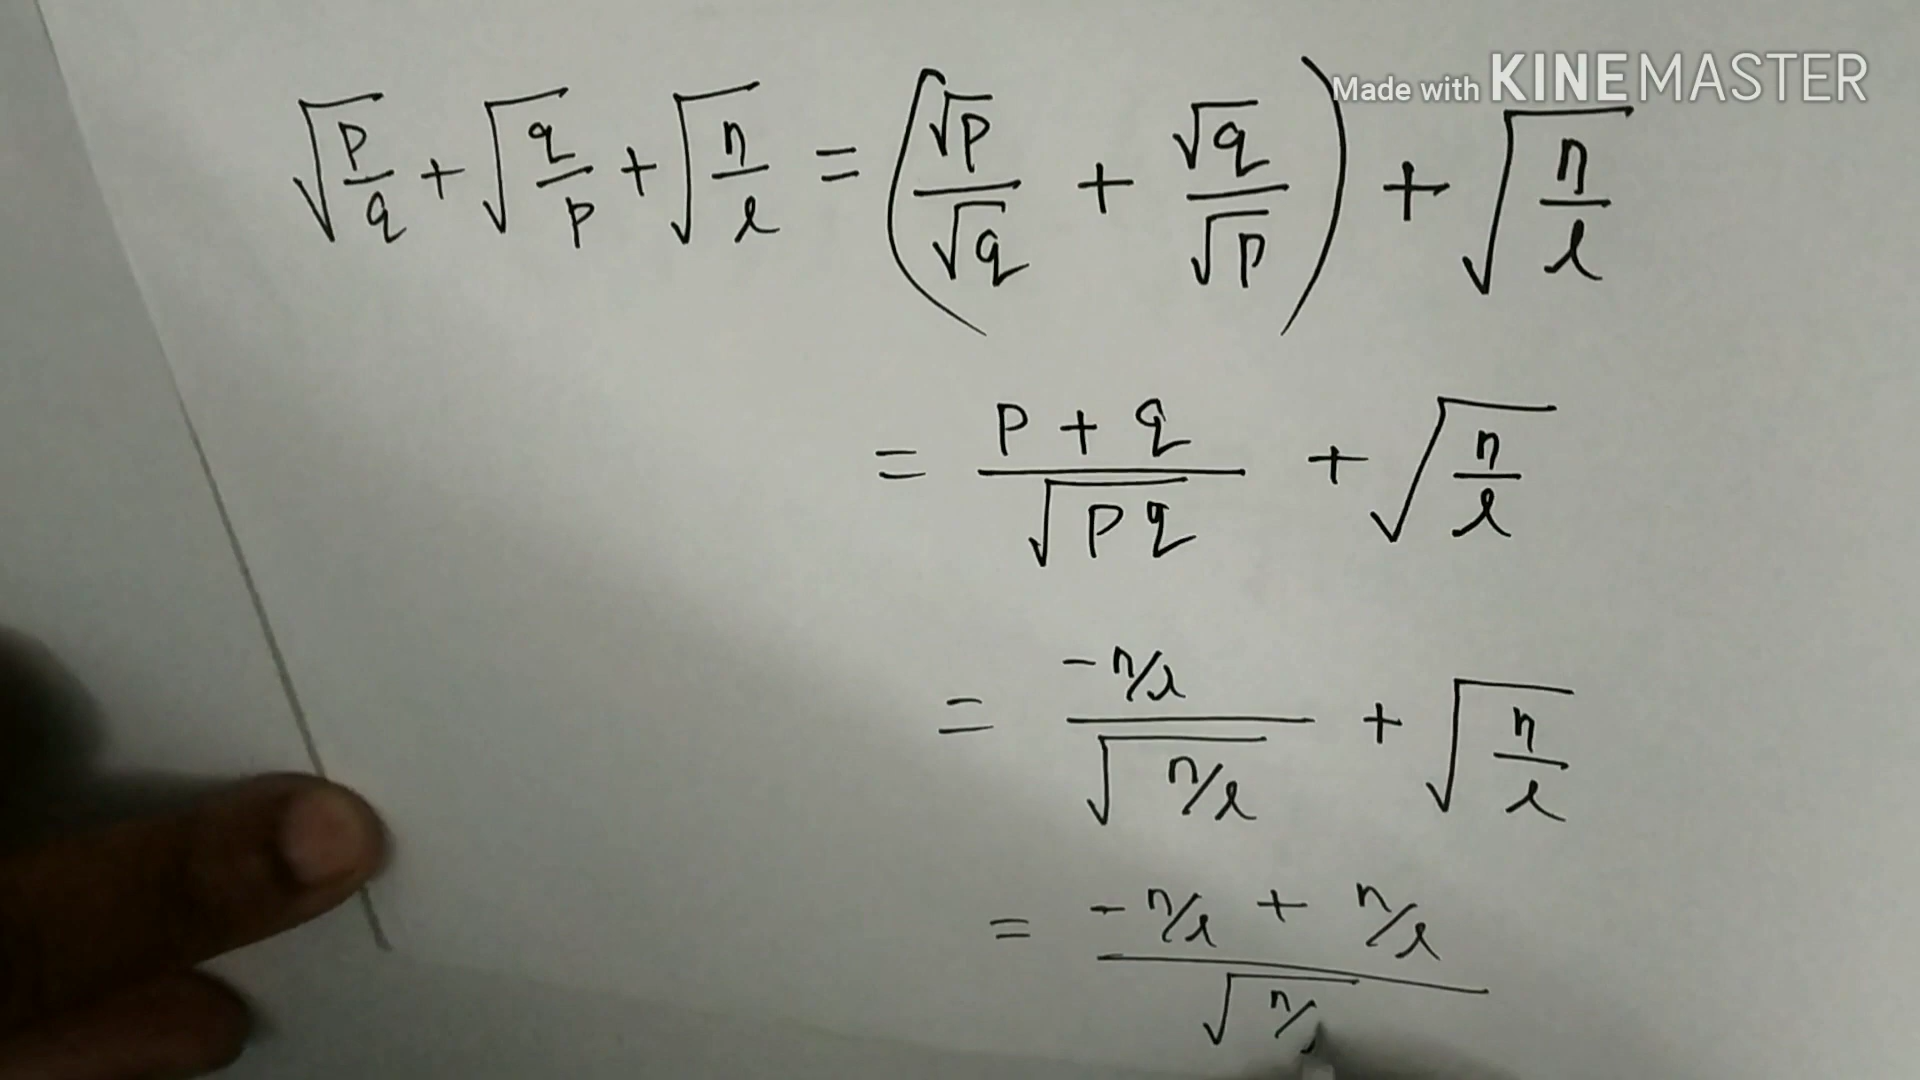 Made with KINEMASTER
√(p/q) + √(q/p) + √(n/l) = (√p/√q + √q/√p) + √(n/l)
= (p + q)/√(pq) + √(n/l)
= (-n/l)/√(n/l) + √(n/l)
= (-n/l + n/l)/√(n/